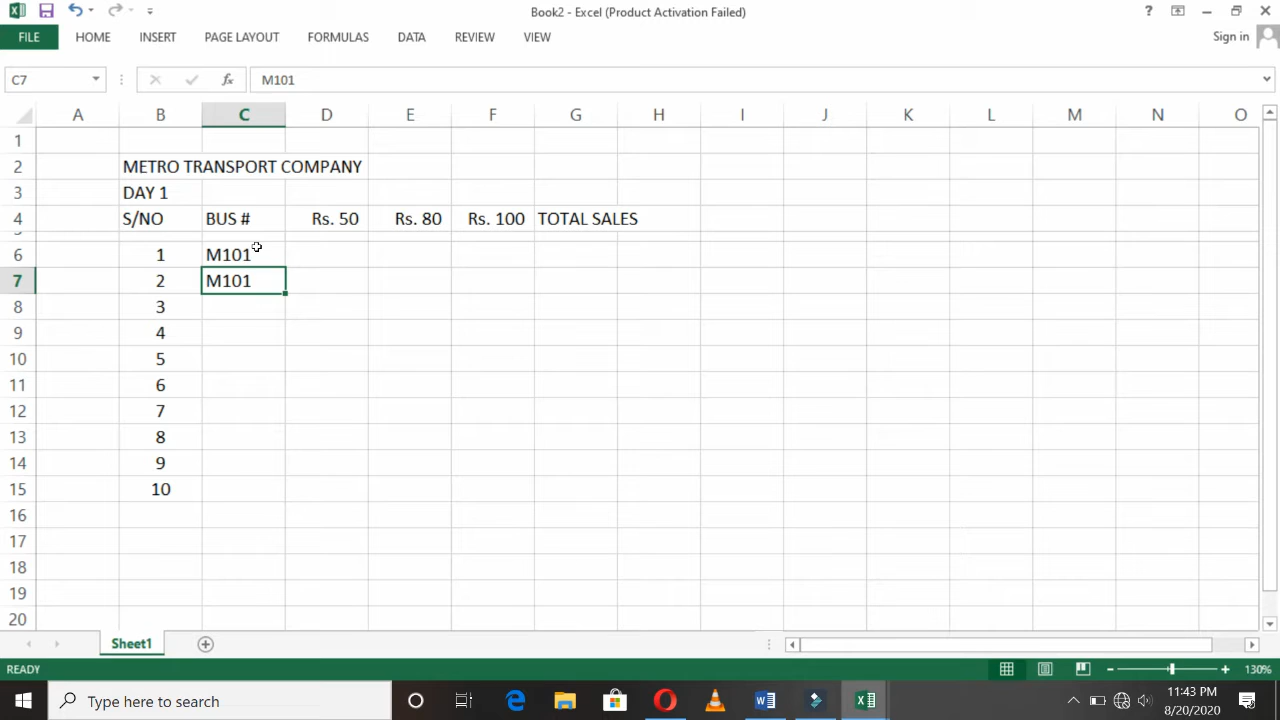 Book2 - Excel (Product Activation Failed)
?
FILE HOME INSERT PAGE LAYOUT FORMULAS DATA REVIEW VIEW Sign in
C7 fx M101
A B C D E F G H I J K L M N O
1
2 METRO TRANSPORT COMPANY
3 DAY 1
4 S/NO BUS # Rs. 50 Rs. 80 Rs. 100 TOTAL SALES
6 1 M101
7 2 M101
8 3
9 4
10 5
11 6
12 7
13 8
14 9
15 10
16
17
18
19
20
Sheet1
READY 130%
Type here to search
11:43 PM
8/20/2020